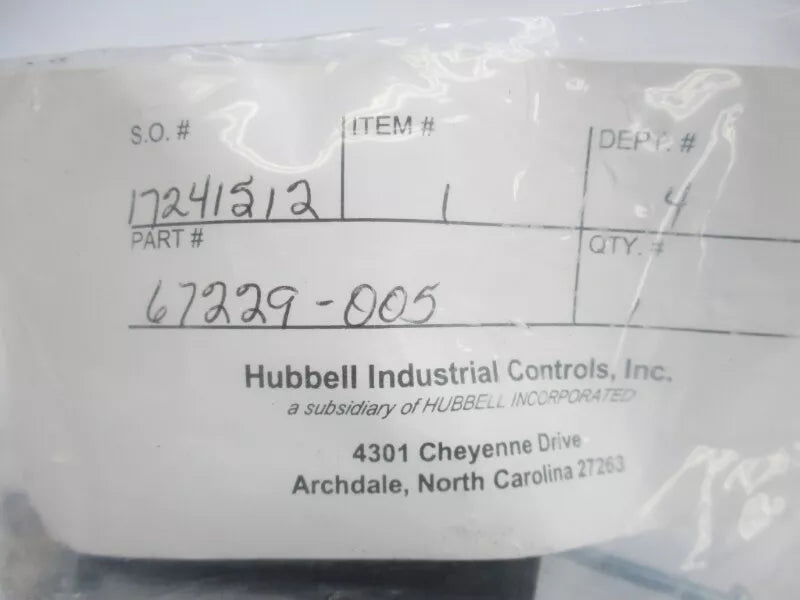 S.O. # ITEM # DEPT. #
17241512 1 4
PART # QTY. #
67229-005 1
Hubbell Industrial Controls, Inc.
a subsidiary of HUBBELL INCORPORATED
4301 Cheyenne Drive
Archdale, North Carolina 27263